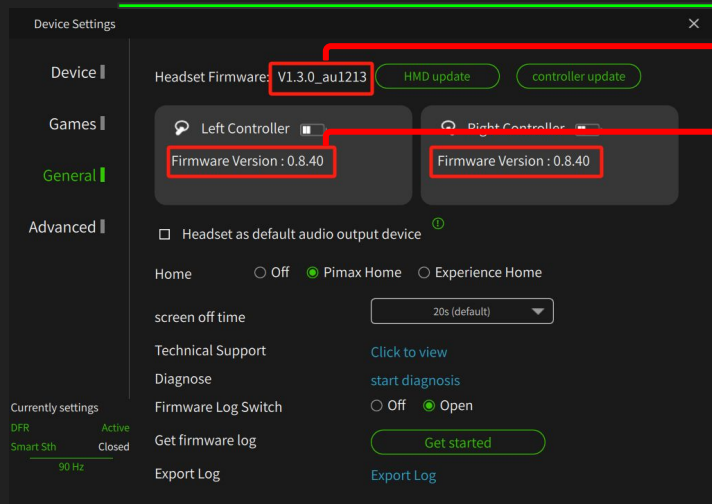 Device Settings
Device
Games
General
Advanced
Currently settings
DFR Active
Smart Sth Closed
90 Hz
Headset Firmware: V1.3.0_au1213 HMD update controller update
Left Controller
Firmware Version : 0.8.40
Right Controller
Firmware Version : 0.8.40
Headset as default audio output device
Home Off Pimax Home Experience Home
screen off time 20s (default)
Technical Support Click to view
Diagnose start diagnosis
Firmware Log Switch Off Open
Get firmware log Get started
Export Log Export Log